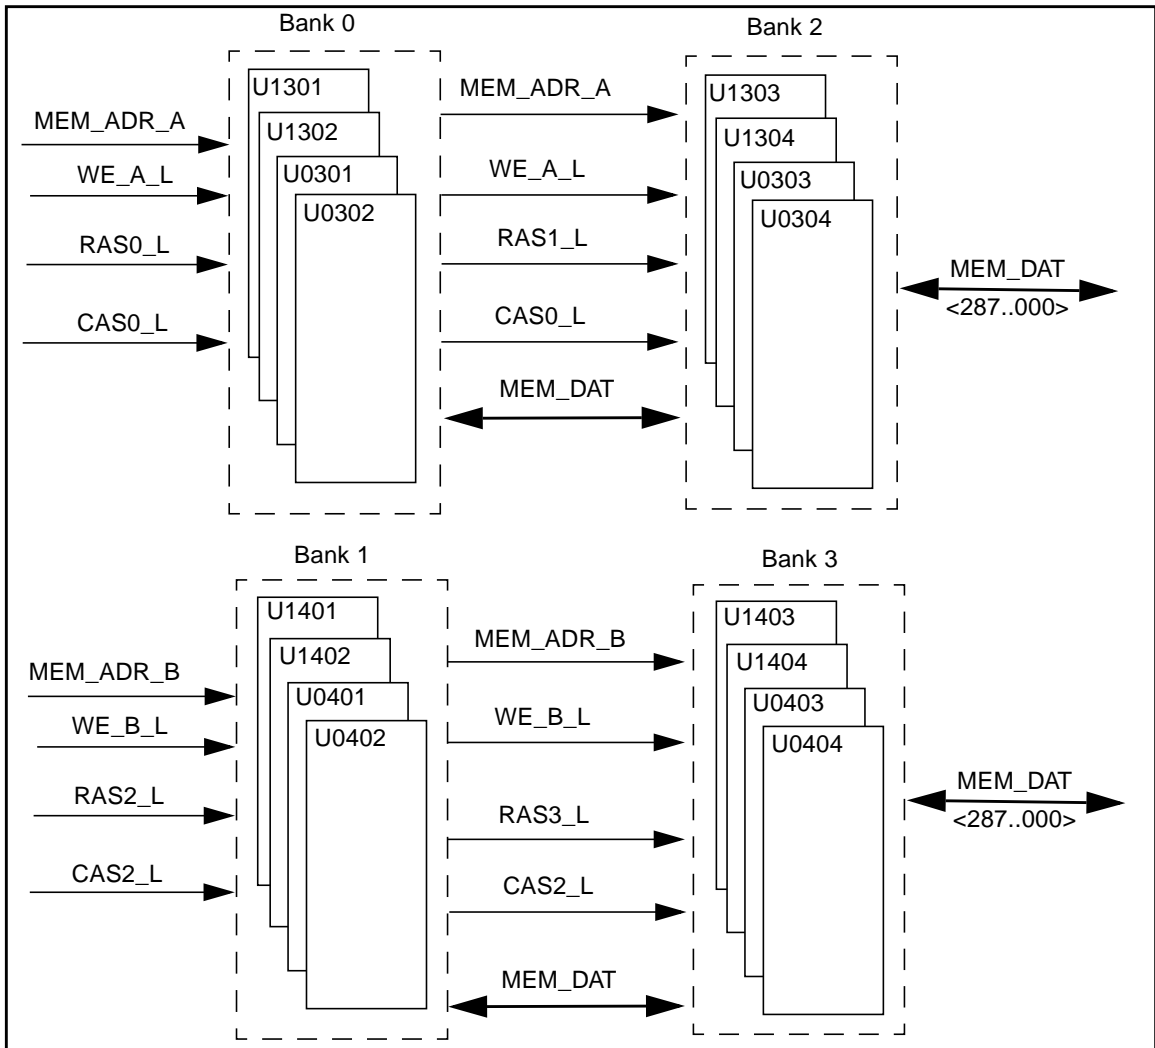 Bank 0
Bank 2
U1301
U1302
U0301
U0302
U1303
U1304
U0303
U0304
MEM_ADR_A
WE_A_L
RAS0_L
CAS0_L
MEM_ADR_A
WE_A_L
RAS1_L
CAS0_L
MEM_DAT
MEM_DAT
<287..000>
Bank 1
Bank 3
U1401
U1402
U0401
U0402
U1403
U1404
U0403
U0404
MEM_ADR_B
WE_B_L
RAS2_L
CAS2_L
MEM_ADR_B
WE_B_L
RAS3_L
CAS2_L
MEM_DAT
MEM_DAT
<287..000>